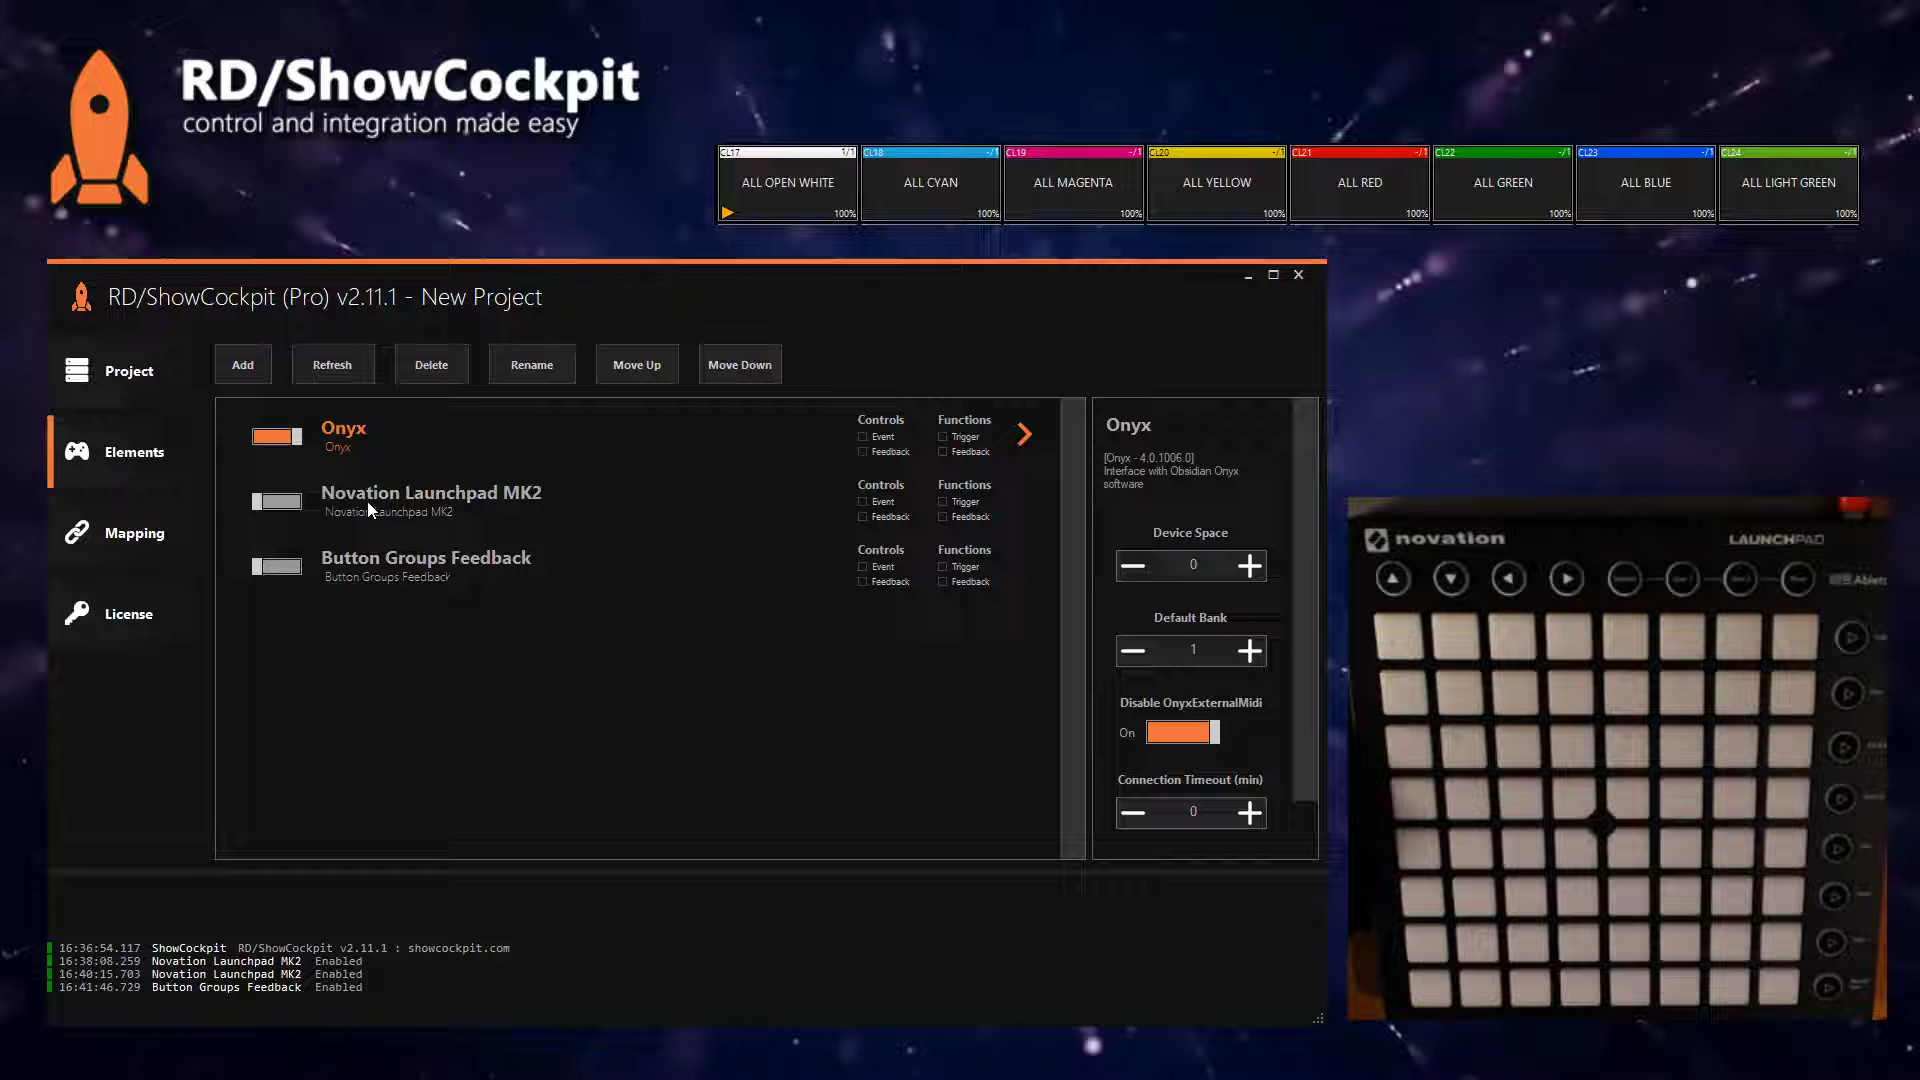 RD/ShowCockpit
control and integration made easy
CL17 1/1
CL18 -/1
CL19 -/1
CL20 -/1
CL21 -/1
CL22 -/1
CL23 -/1
CL24 -/1
ALL OPEN WHITE
ALL CYAN
ALL MAGENTA
ALL YELLOW
ALL RED
ALL GREEN
ALL BLUE
ALL LIGHT GREEN
100%
100%
100%
100%
100%
100%
100%
100%
RD/ShowCockpit (Pro) v2.11.1 - New Project
Project
Elements
Mapping
License
Add
Refresh
Delete
Rename
Move Up
Move Down
Onyx
Onyx
Controls
Event
Feedback
Functions
Trigger
Feedback
Novation Launchpad MK2
Novation Launchpad MK2
Controls
Event
Feedback
Functions
Trigger
Feedback
Button Groups Feedback
Button Groups Feedback
Controls
Event
Feedback
Functions
Trigger
Feedback
Onyx
[Onyx - 4.0.1006.0]
Interface with Obsidian Onyx
software
Device Space
0
Default Bank
1
Disable OnyxExternalMidi
On
Connection Timeout (min)
0
16:36:54.117 ShowCockpit RD/ShowCockpit v2.11.1 : showcockpit.com
16:38:08.259 Novation Launchpad MK2 Enabled
16:40:15.703 Novation Launchpad MK2 Enabled
16:41:46.729 Button Groups Feedback Enabled
novation
LAUNCHPAD